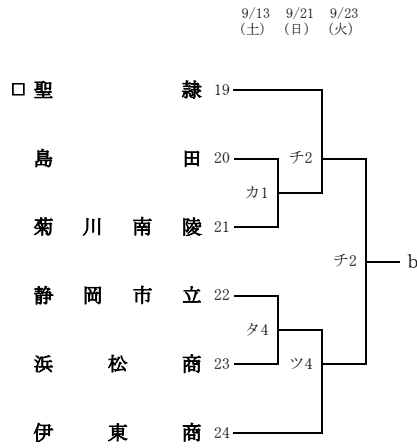 9/13 9/21 9/23
(土) (日) (火)
□ 聖隷 19
島田 20
チ2
カ1
菊川南陵 21
チ2 b
静岡市立 22
タ4
浜松商 23
ツ4
伊東商 24